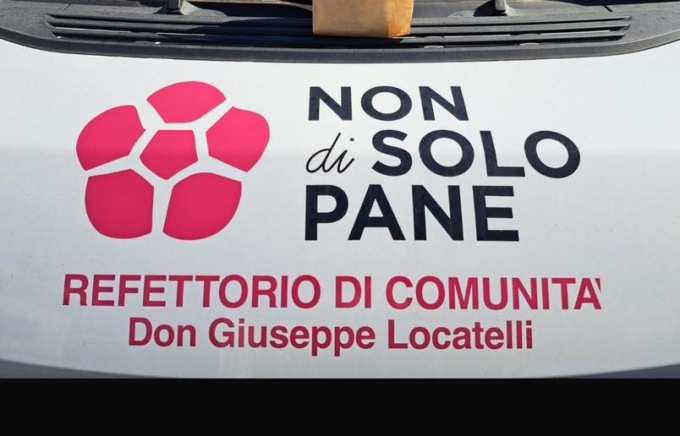 NON
di SOLO
PANE
REFETTORIO DI COMUNITA'
Don Giuseppe Locatelli